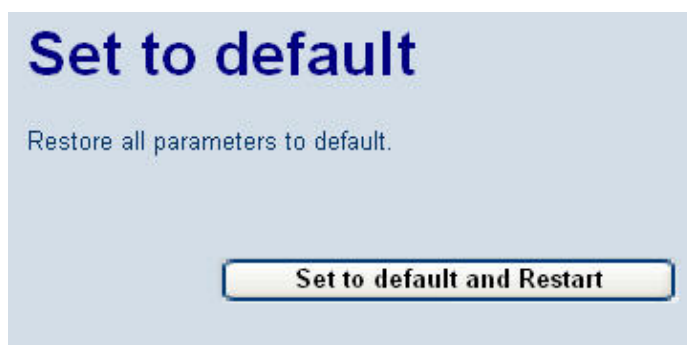 Set to default
Restore all parameters to default.
Set to default and Restart